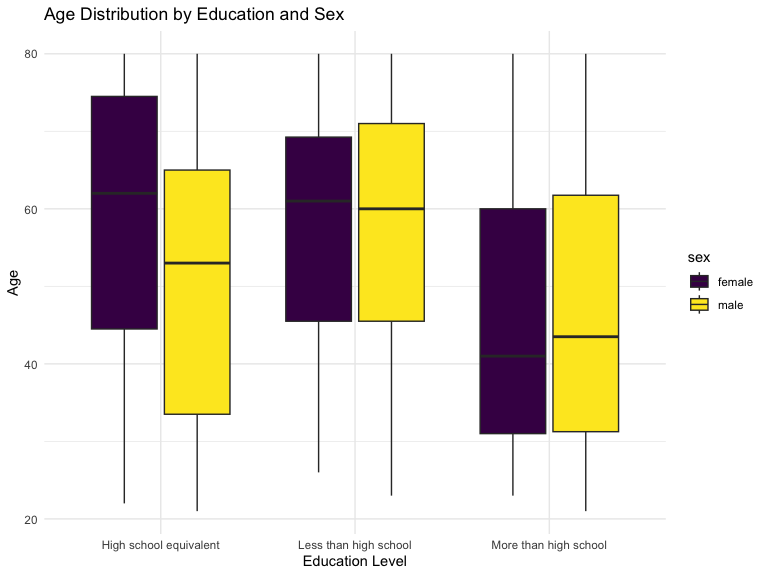 Age Distribution by Education and Sex
Age
80
60
40
20
High school equivalent
Less than high school
More than high school
Education Level
sex
female
male